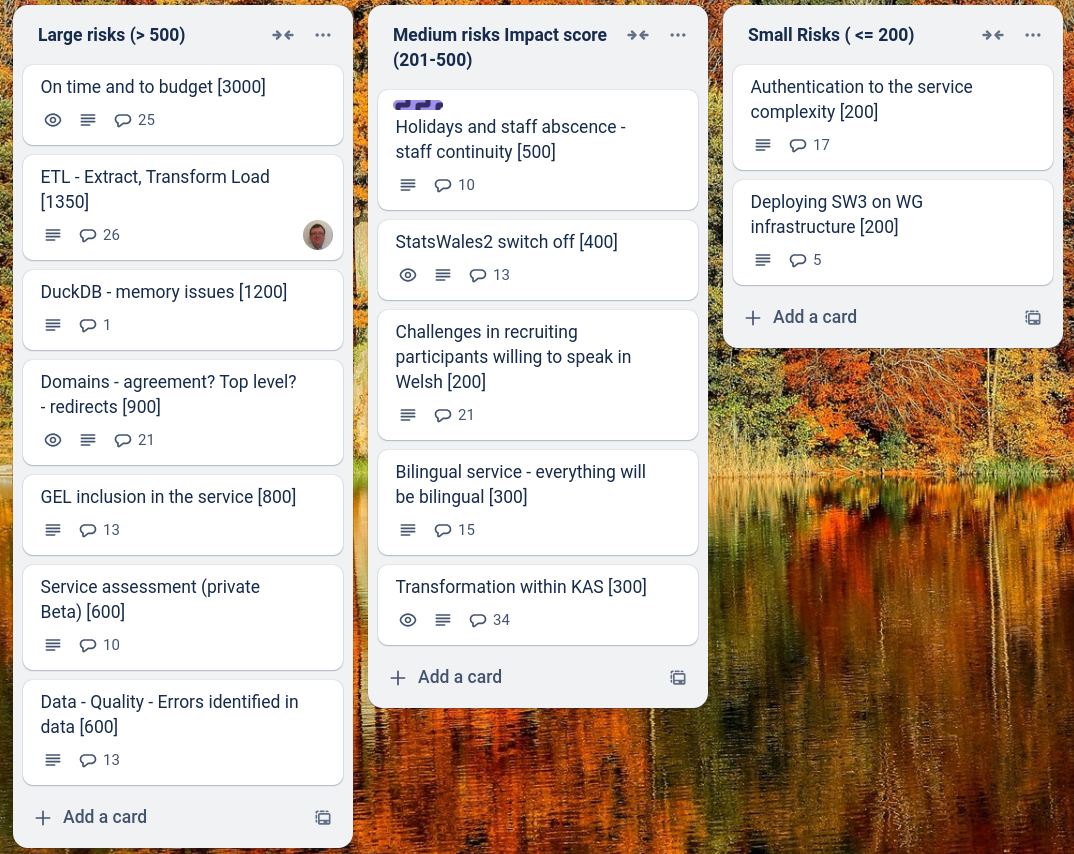 Large risks (> 500)
On time and to budget [3000]
25
ETL - Extract, Transform Load
[1350]
26
DuckDB - memory issues [1200]
1
Domains - agreement? Top level?
- redirects [900]
21
GEL inclusion in the service [800]
13
Service assessment (private
Beta) [600]
10
Data - Quality - Errors identified in
data [600]
13
Add a card
Medium risks Impact score
(201-500)
Holidays and staff abscence -
staff continuity [500]
10
StatsWales2 switch off [400]
13
Challenges in recruiting
participants willing to speak in
Welsh [200]
21
Bilingual service - everything will
be bilingual [300]
15
Transformation within KAS [300]
34
Add a card
Small Risks ( <= 200)
Authentication to the service
complexity [200]
17
Deploying SW3 on WG
infrastructure [200]
5
Add a card